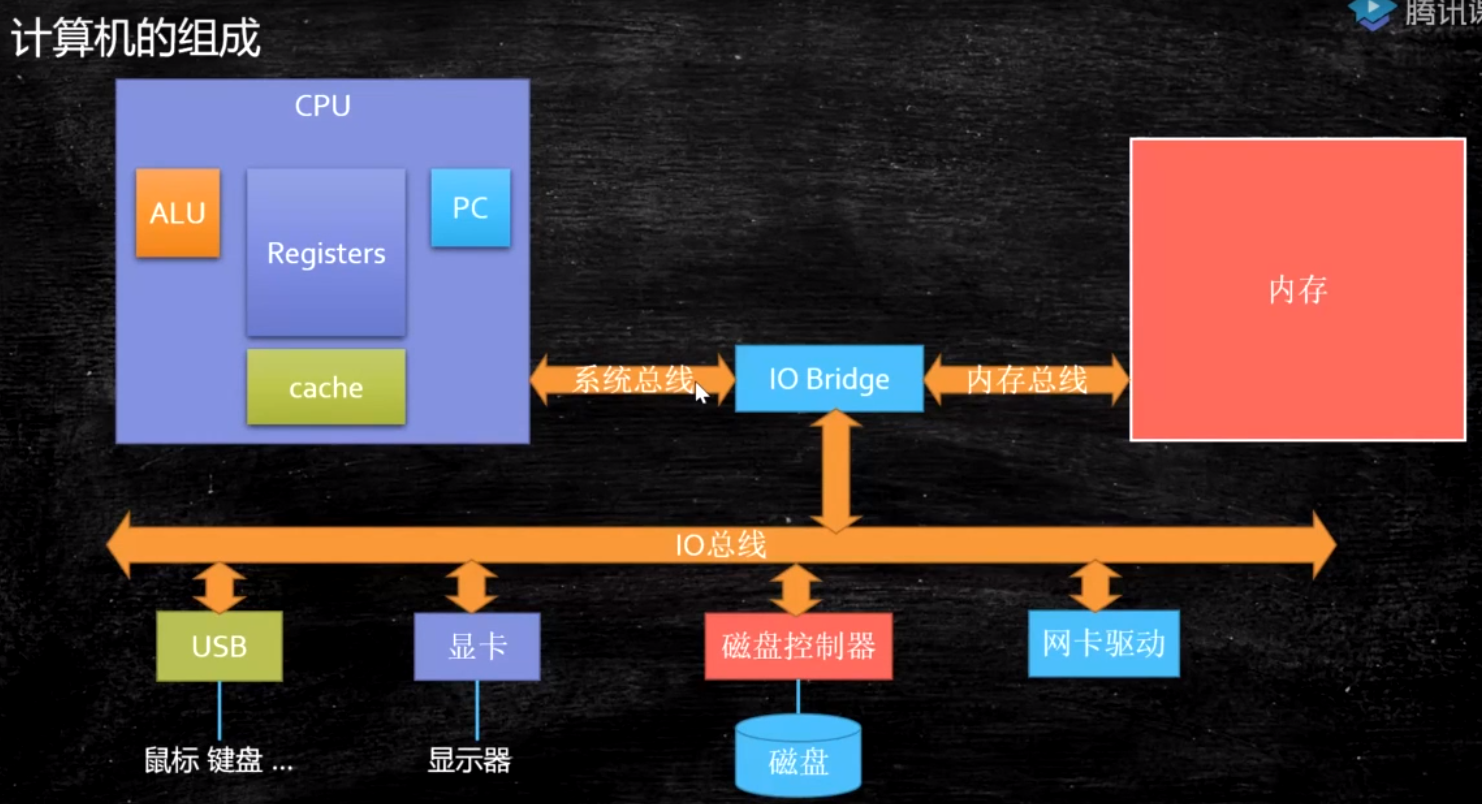 计算机的组成
腾讯课
CPU
ALU
Registers
PC
cache
内存
系统总线
IO Bridge
内存总线
IO总线
USB
显卡
磁盘控制器
网卡驱动
鼠标 键盘 ...
显示器
磁盘